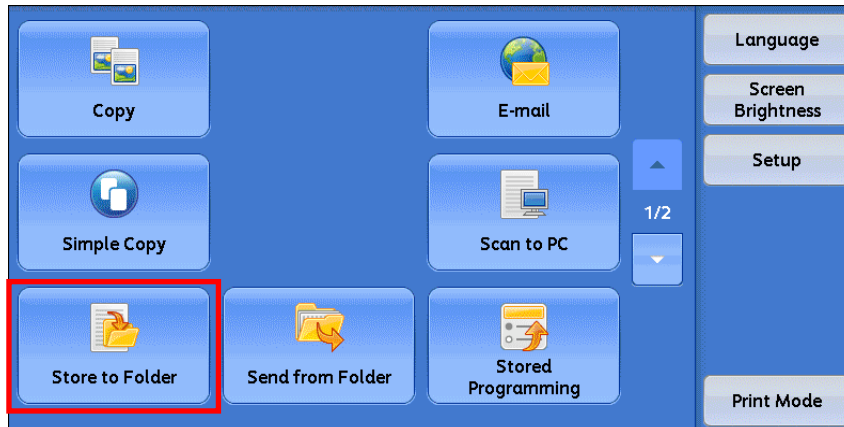 Copy
E-mail
Language
Screen
Brightness
Setup
Simple Copy
Scan to PC
1/2
Store to Folder
Send from Folder
Stored
Programming
Print Mode